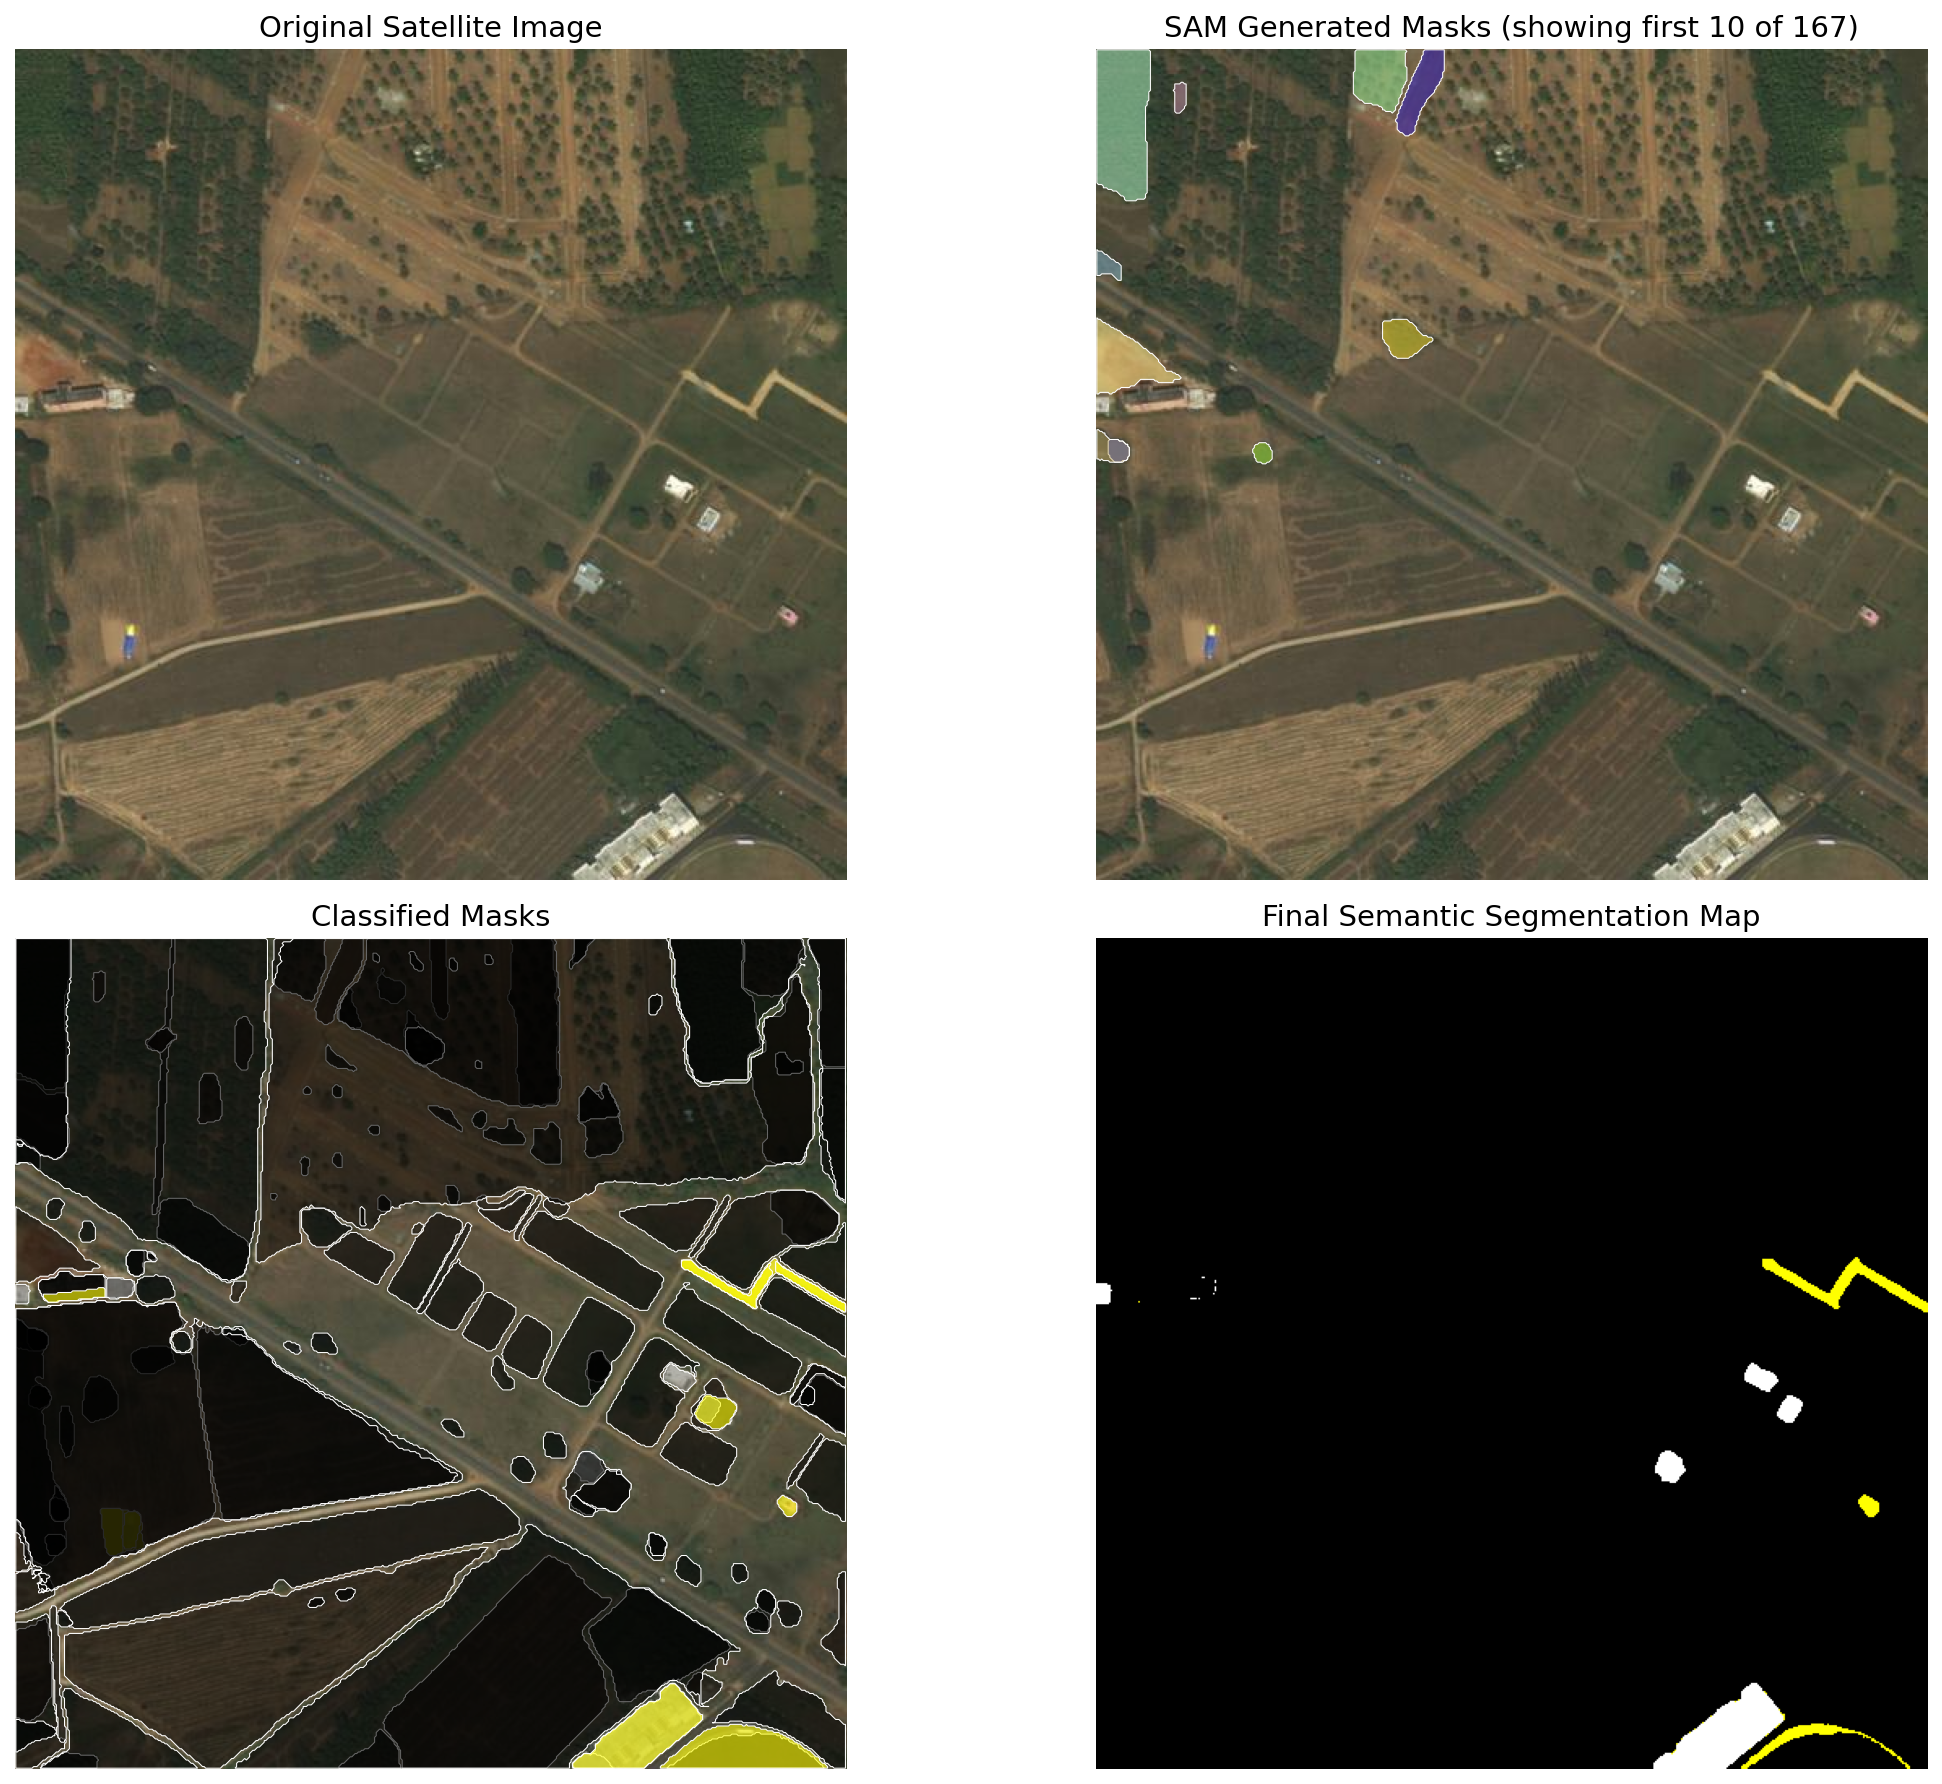 Original Satellite Image
SAM Generated Masks (showing first 10 of 167)
Classified Masks
Final Semantic Segmentation Map